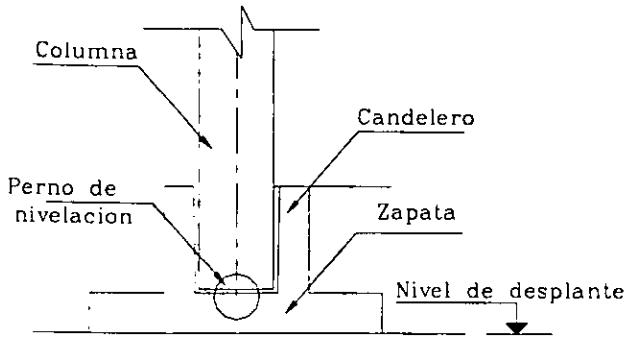 Columna
Candelero
Perno de
nivelacion
Zapata
Nivel de desplante